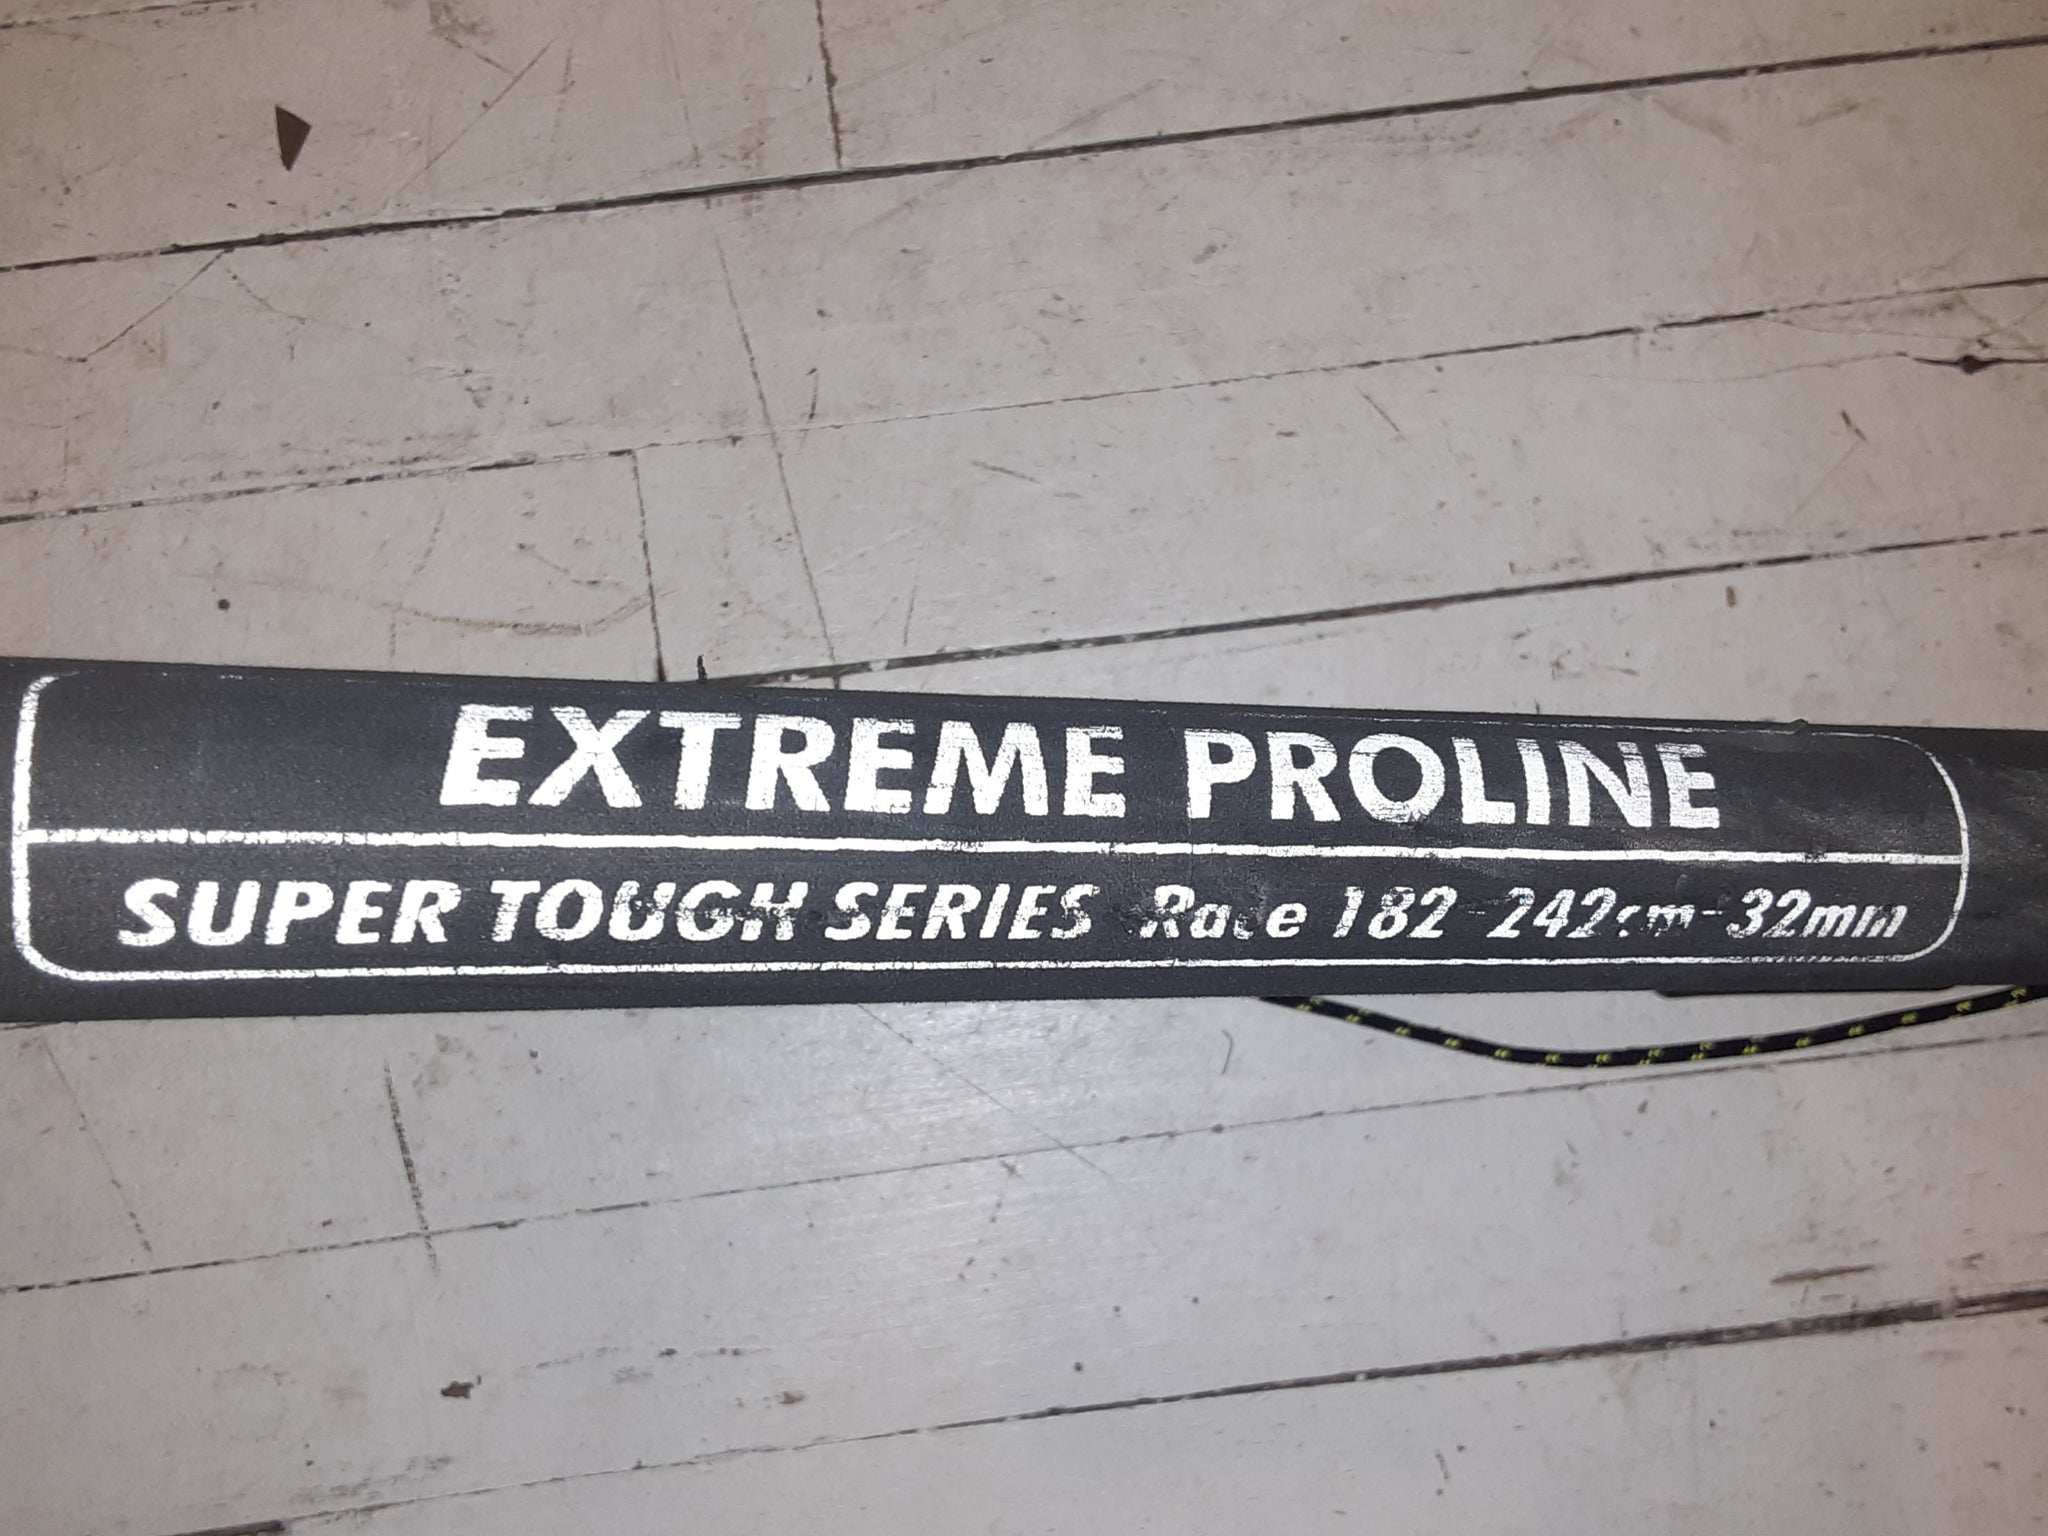 EXTREME PROLINE
SUPER TOUGH SERIES Race 182-242cm-32mm